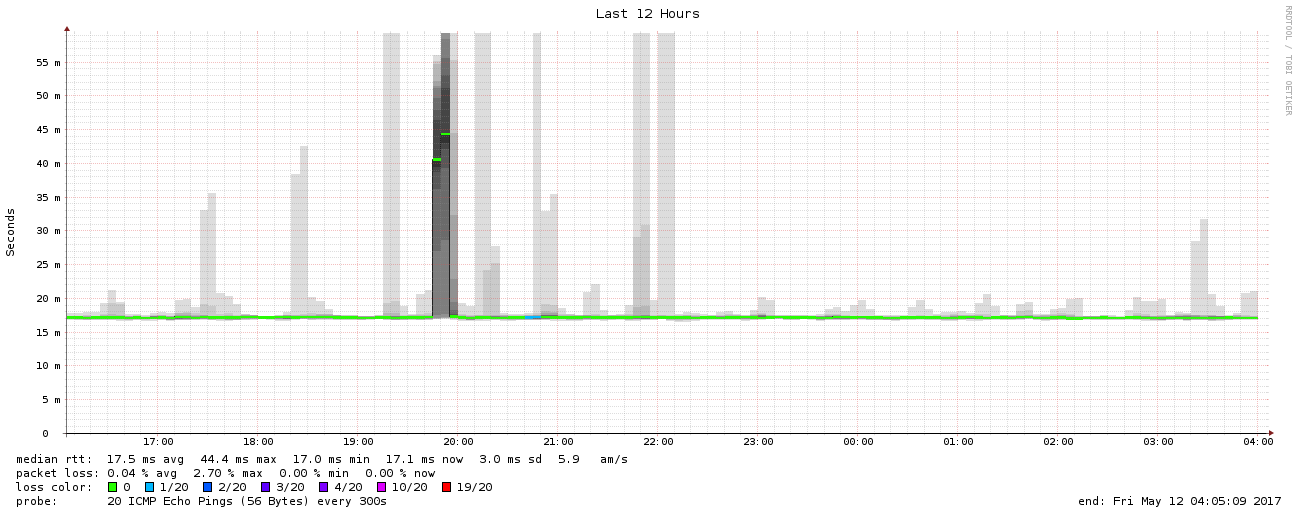 Last 12 Hours
RRDTOOL / TOBI OETIKER
Seconds
55 m
50 m
45 m
40 m
35 m
30 m
25 m
20 m
15 m
10 m
5 m
0
17:00 18:00 19:00 20:00 21:00 22:00 23:00 00:00 01:00 02:00 03:00 04:00
median rtt: 17.5 ms avg 44.4 ms max 17.0 ms min 17.1 ms now 3.0 ms sd 5.9 am/s
packet loss: 0.04 % avg 2.70 % max 0.00 % min 0.00 % now
loss color: 0 1/20 2/20 3/20 4/20 10/20 19/20
probe: 20 ICMP Echo Pings (56 Bytes) every 300s end: Fri May 12 04:05:09 2017